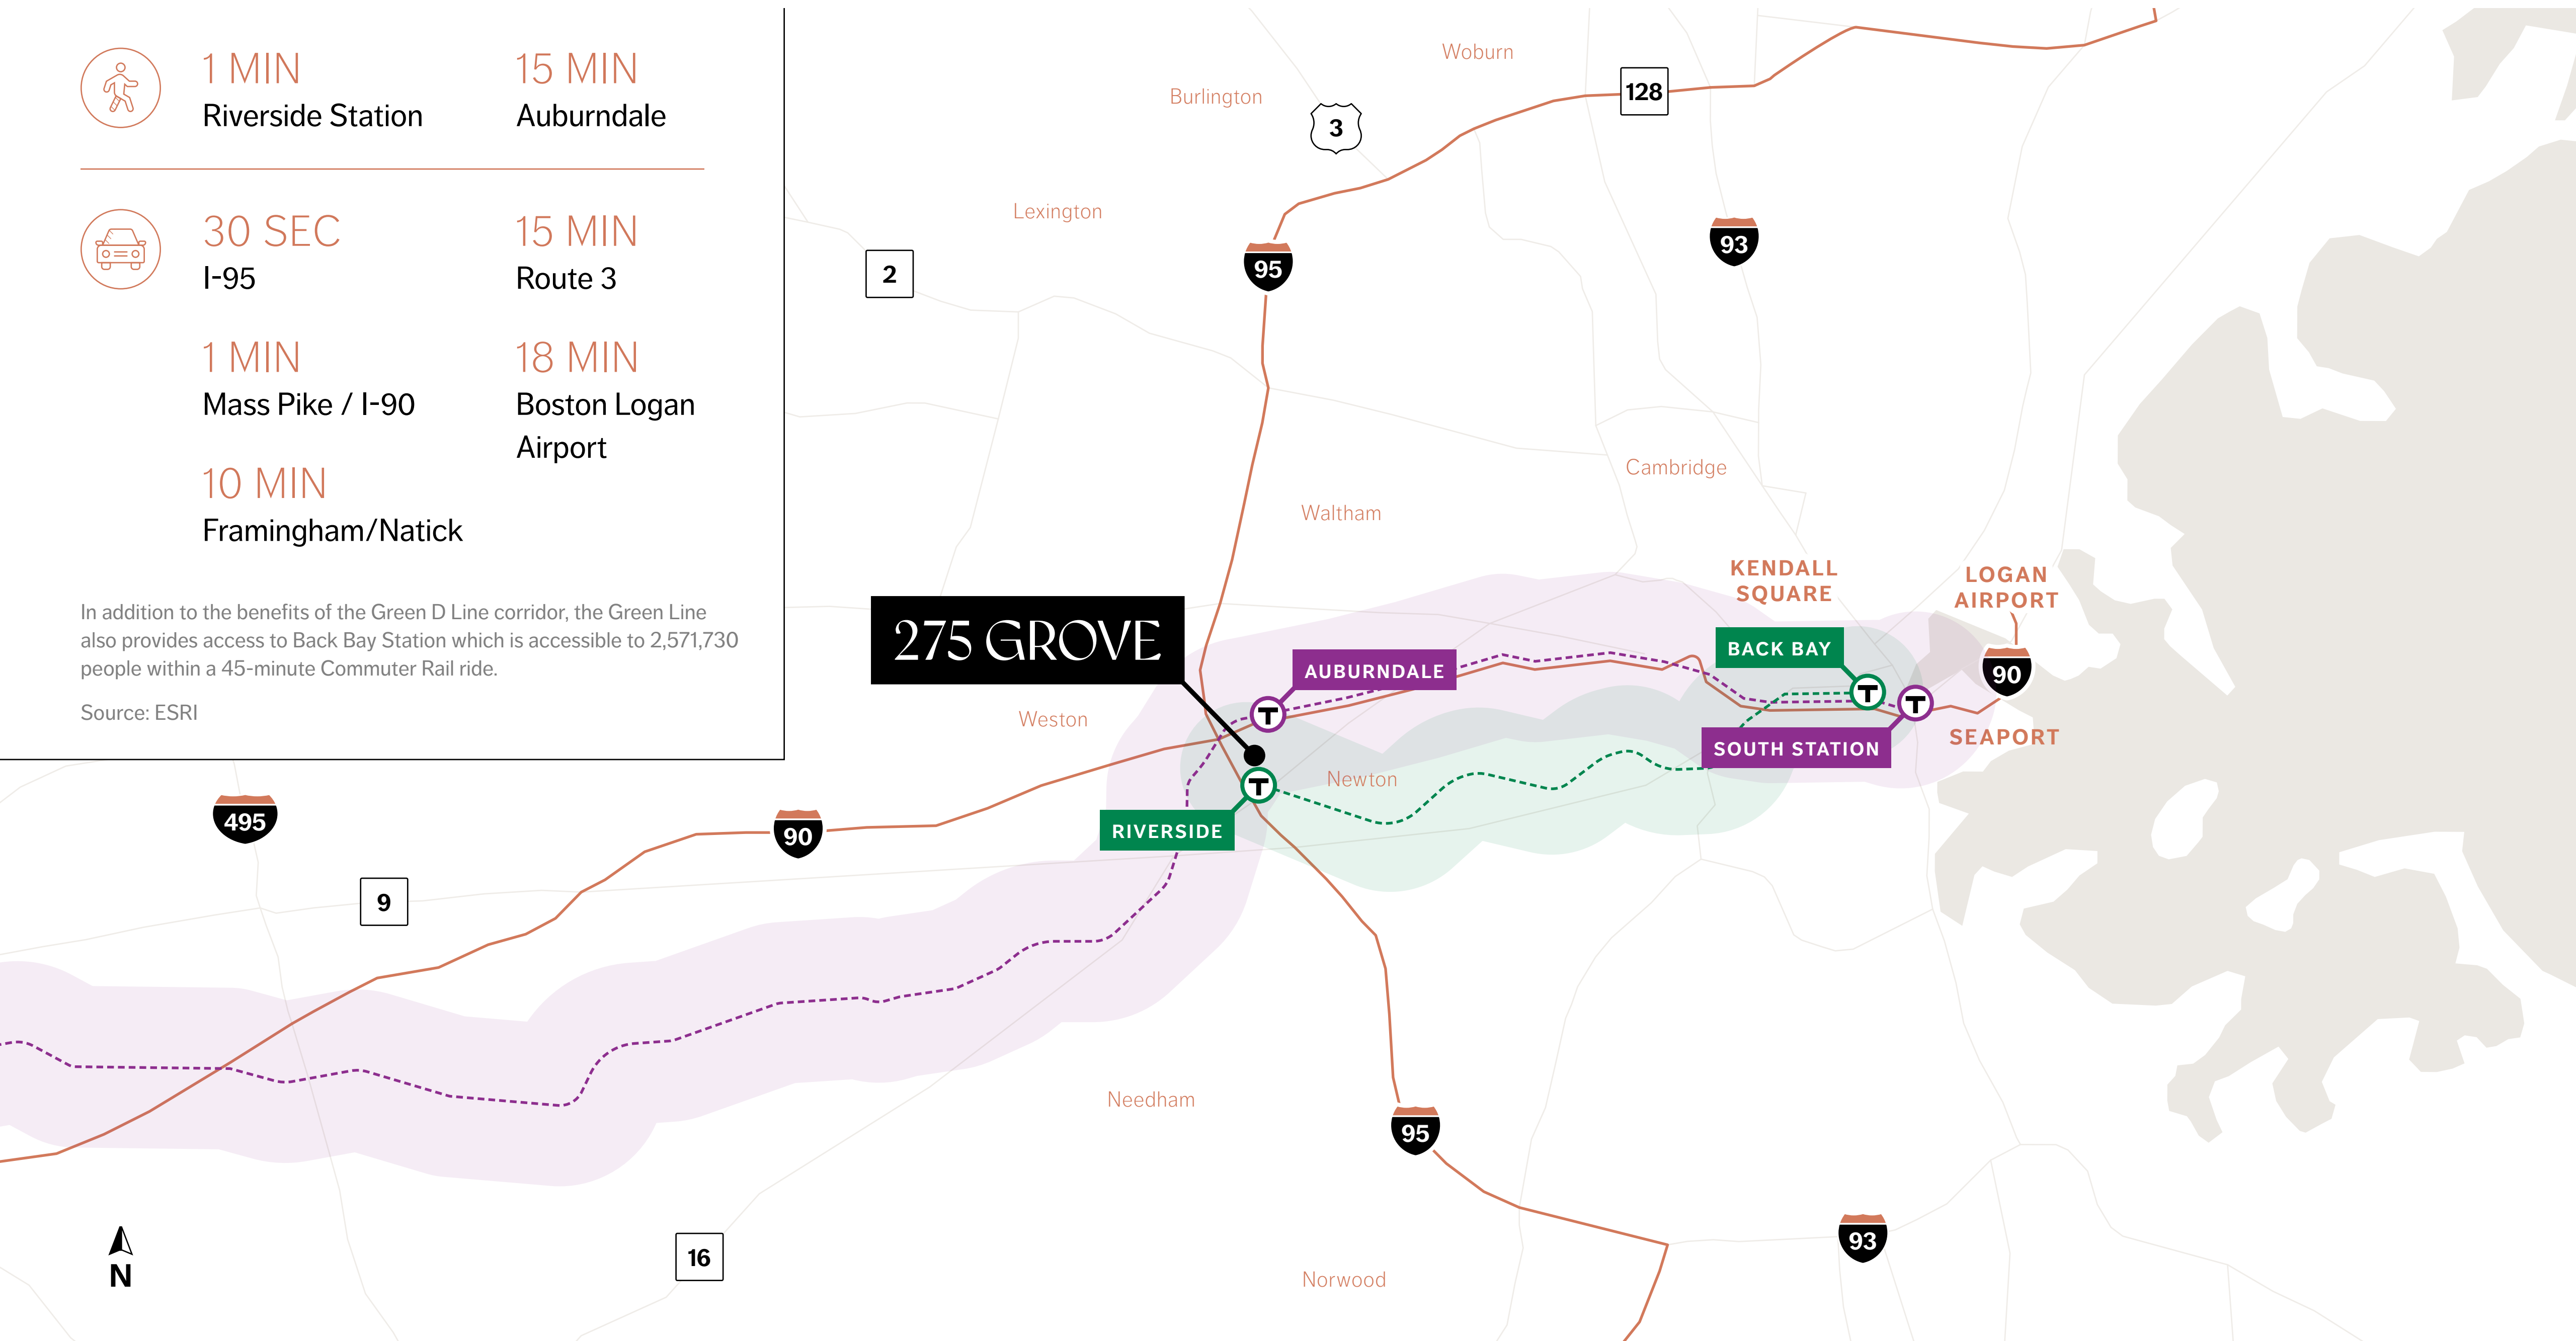 1 MIN
Riverside Station
15 MIN
Auburndale
30 SEC
I-95
15 MIN
Route 3
1 MIN
Mass Pike / I-90
18 MIN
Boston Logan
Airport
10 MIN
Framingham/Natick
In addition to the benefits of the Green D Line corridor, the Green Line
also provides access to Back Bay Station which is accessible to 2,571,730
people within a 45-minute Commuter Rail ride.
Source: ESRI
Woburn
128
Burlington
3
Lexington
93
95
2
Cambridge
Waltham
KENDALL
SQUARE
LOGAN
AIRPORT
275 GROVE
BACK BAY
AUBURNDALE
90
T
T
T
Weston
SEAPORT
SOUTH STATION
Newton
T
RIVERSIDE
495
90
9
Needham
95
93
16
N
Norwood